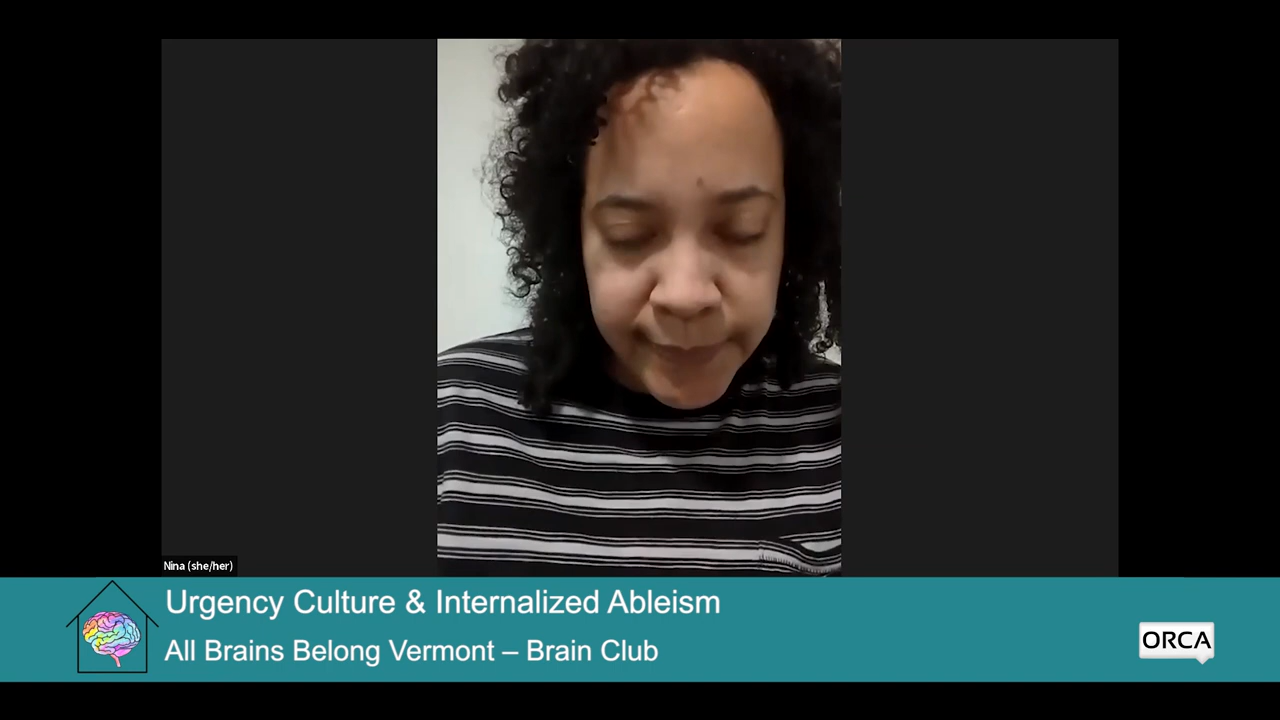 Nina (she/her)
Urgency Culture & Internalized Ableism
All Brains Belong Vermont – Brain Club
ORCA